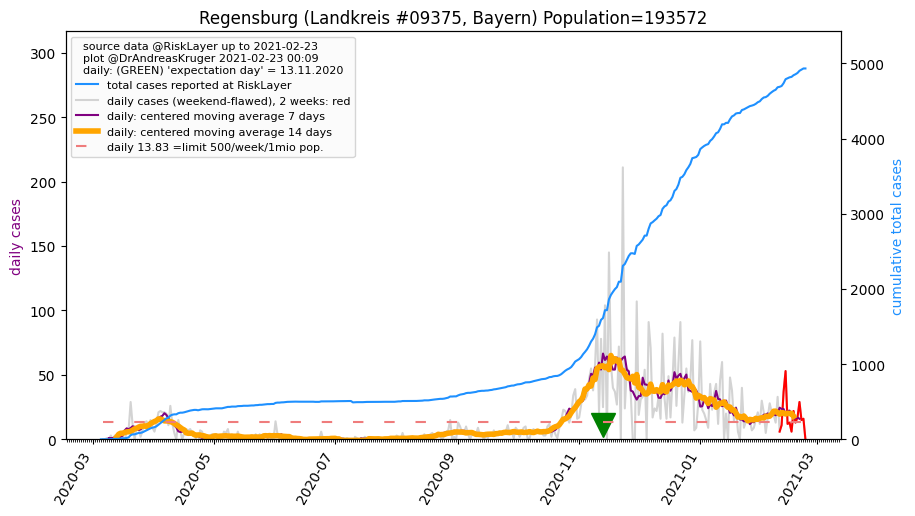 Regensburg (Landkreis #09375, Bayern) Population=193572
source data @RiskLayer up to 2021-02-23
plot @DrAndreasKruger 2021-02-23 00:09
daily: (GREEN) 'expectation day' = 13.11.2020
total cases reported at RiskLayer
daily cases (weekend-flawed), 2 weeks: red
daily: centered moving average 7 days
daily: centered moving average 14 days
daily 13.83 =limit 500/week/1mio pop.
daily cases
300
250
200
150
100
50
0
cumulative total cases
5000
4000
3000
2000
1000
0
2020-03
2020-05
2020-07
2020-09
2020-11
2021-01
2021-03